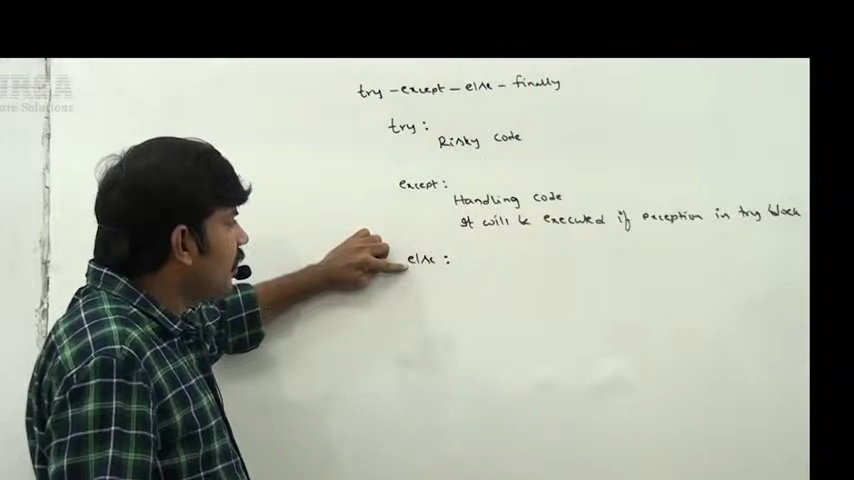 try - except - else - finally
try :
Risky code
except :
Handling code
It will be executed if exception in try block
else :